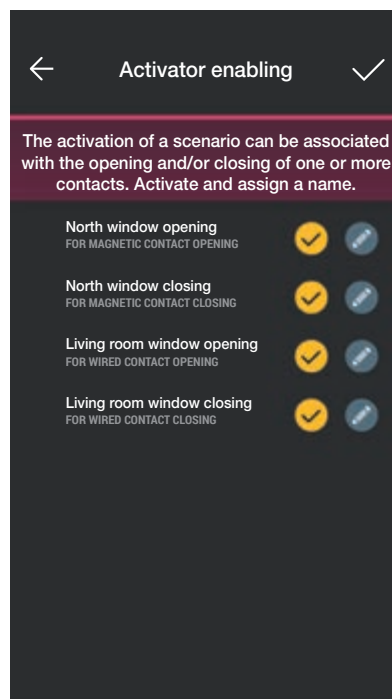 Activator enabling
The activation of a scenario can be associated
with the opening and/or closing of one or more
contacts. Activate and assign a name.
North window opening
FOR MAGNETIC CONTACT OPENING
North window closing
FOR MAGNETIC CONTACT CLOSING
Living room window opening
FOR WIRED CONTACT OPENING
Living room window closing
FOR WIRED CONTACT CLOSING